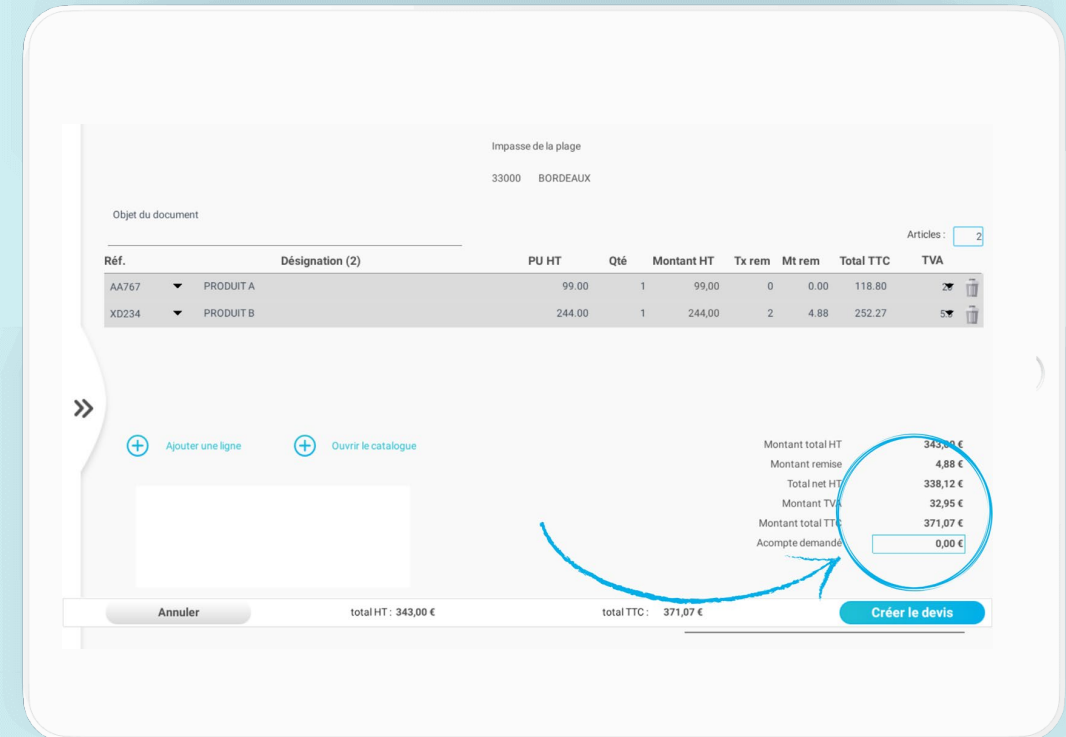 Impasse de la plage
33000 BORDEAUX
Objet du document
Articles : 2
Réf. Désignation (2) PU HT Qté Montant HT Tx rem Mt rem Total TTC TVA
AA767 PRODUIT A 99.00 1 99,00 0 0.00 118.80
XD234 PRODUIT B 244.00 1 244,00 2 4.88 252.27
Ajouter une ligne Ouvrir le catalogue
Montant total HT 343,00 €
Montant remise 4,88 €
Total net HT 338,12 €
Montant TVA 32,95 €
Montant total TTC 371,07 €
Acompte demandé 0,00 €
Annuler total HT : 343,00 € total TTC : 371,07 € Créer le devis